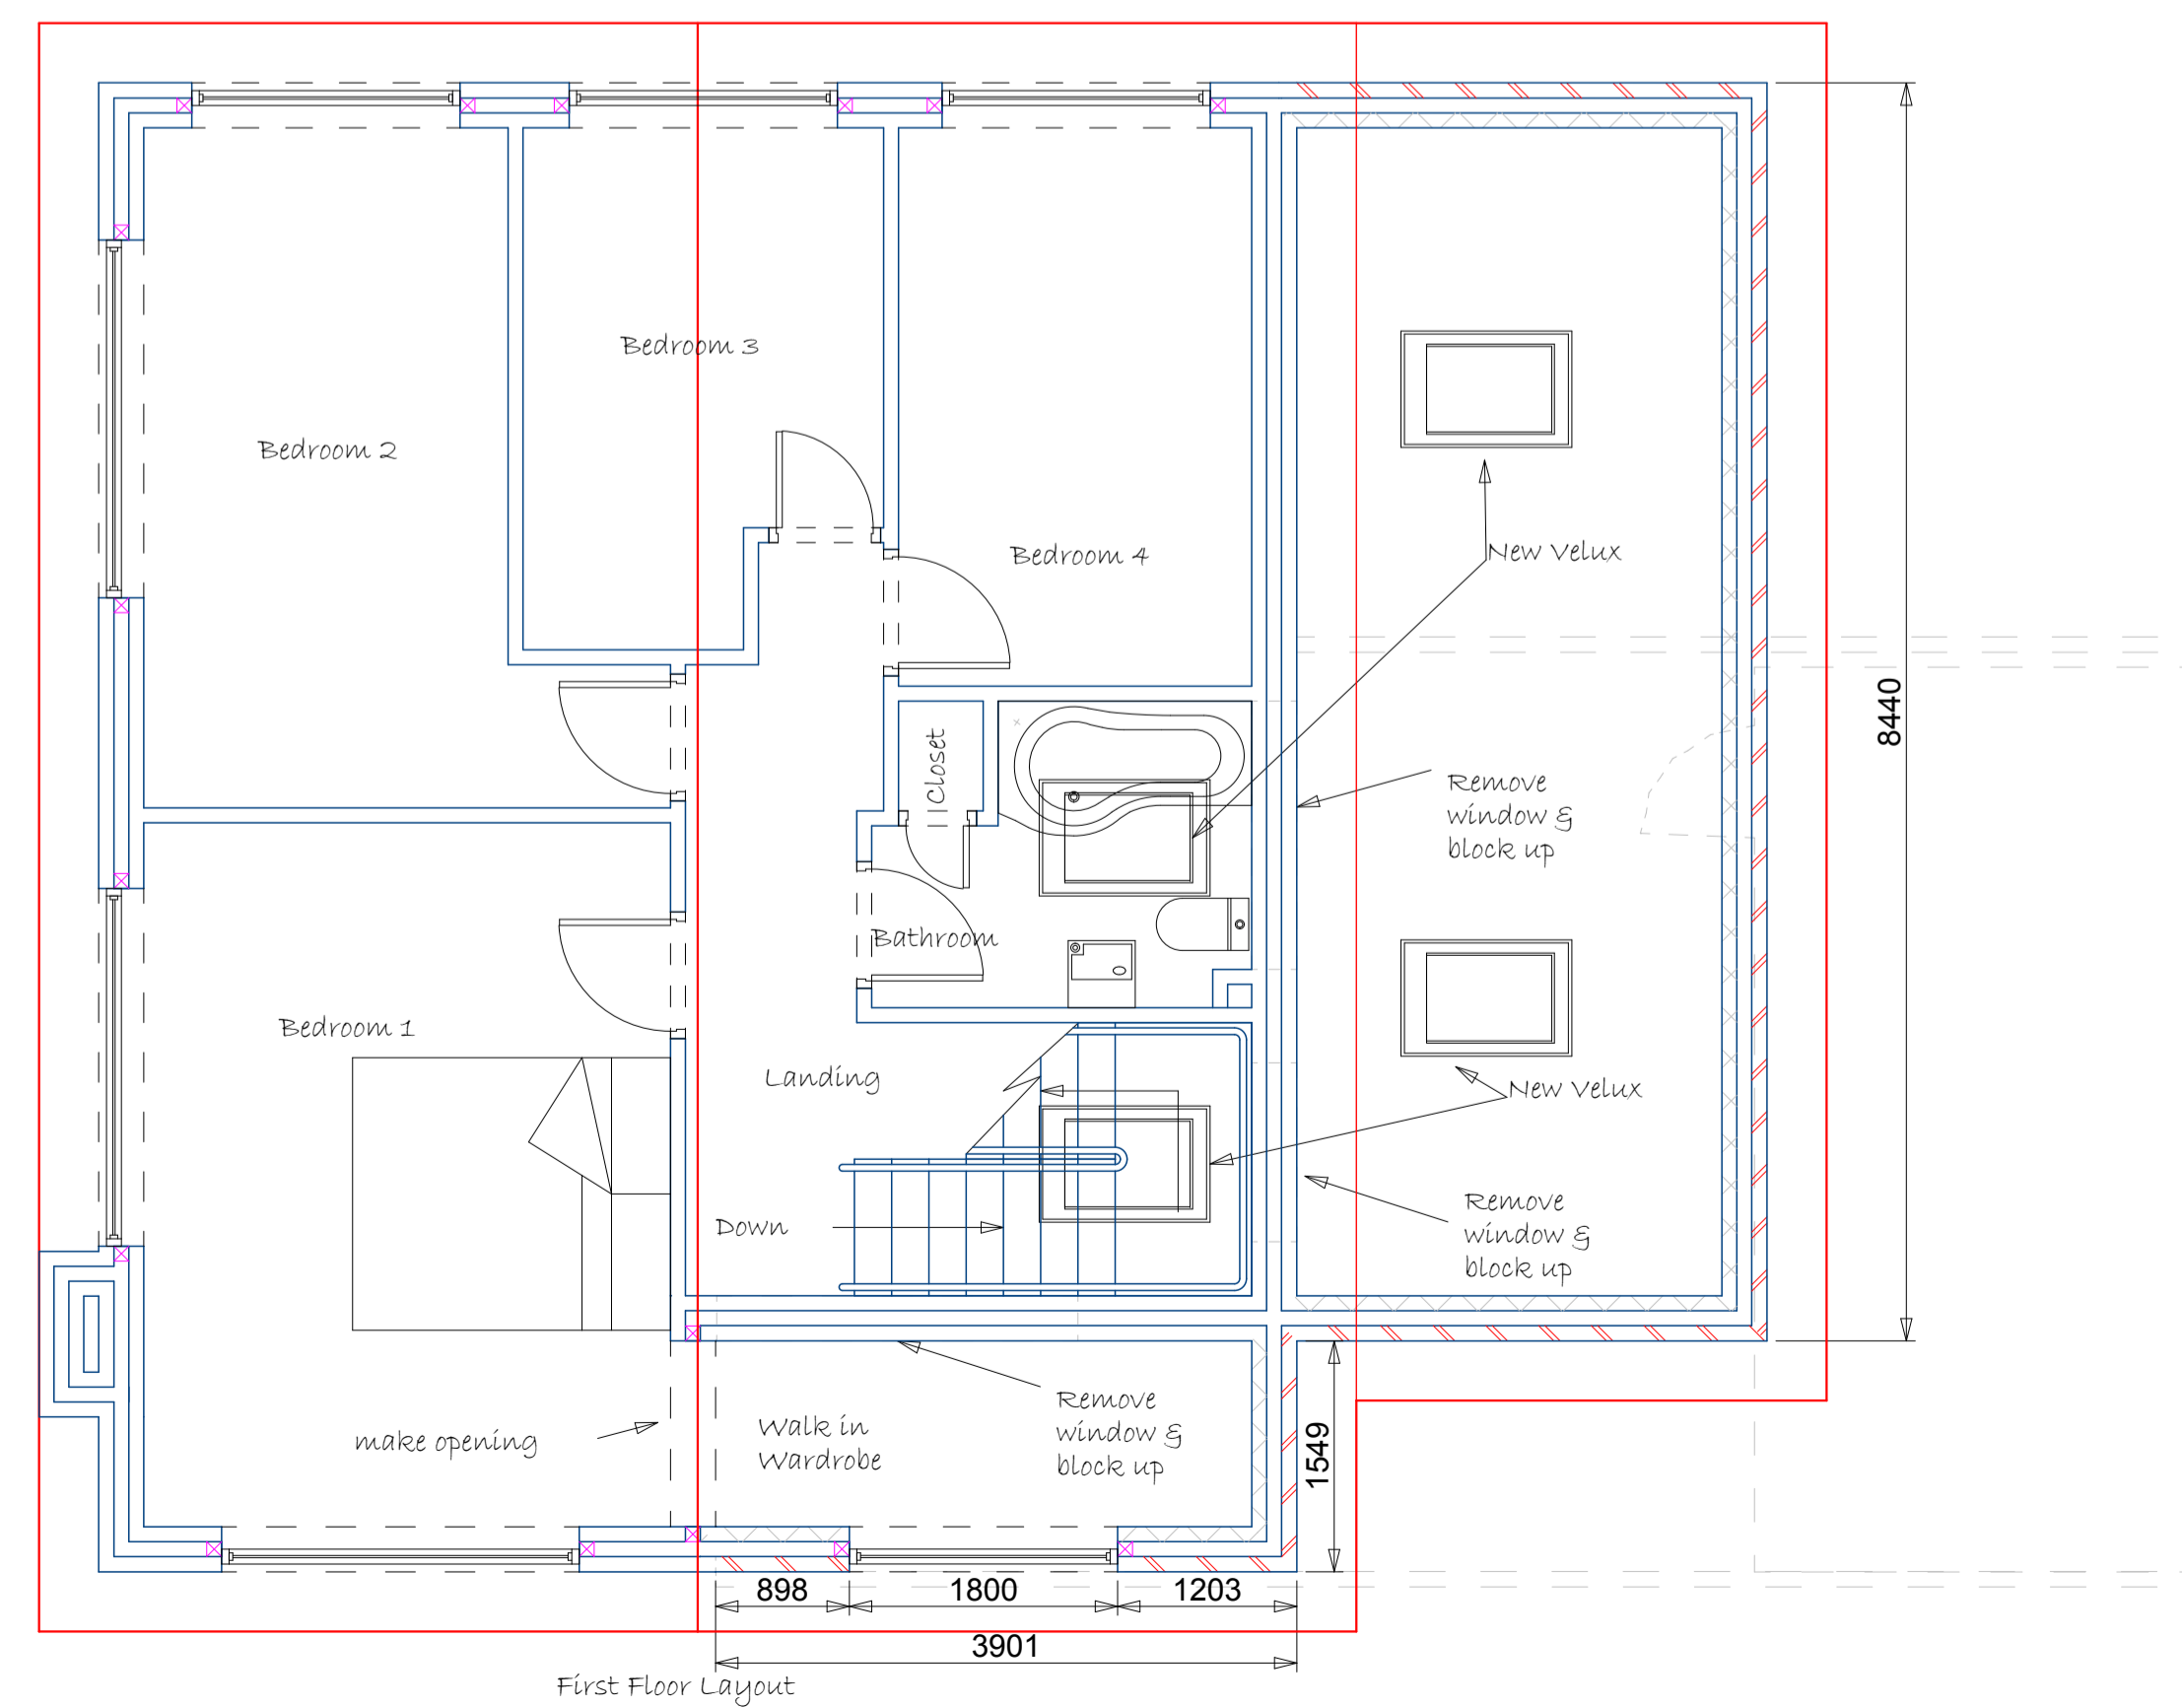 Bedroom 3
Bedroom 2
Bedroom 4
New Velux
8440
Closet
Remove
window &
block up
Bathroom
Bedroom 1
Landing
New Velux
Down
Remove
window &
block up
make opening
Walk in
Wardrobe
Remove
window &
block up
1549
898
1800
1203
3901
First Floor Layout